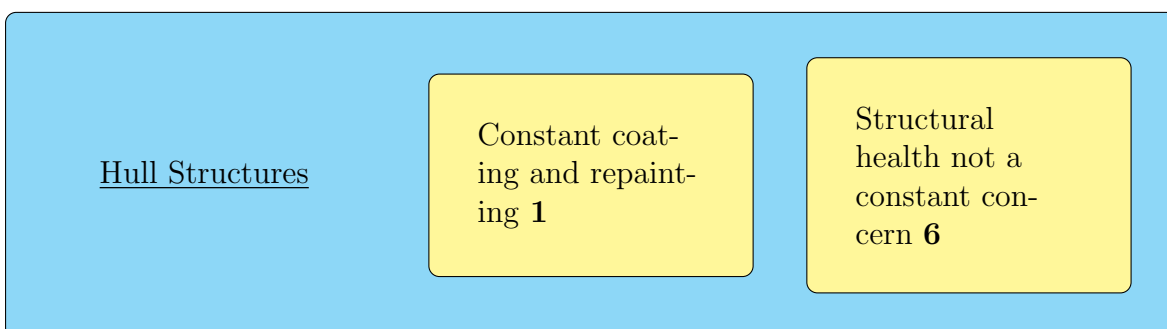 Hull Structures
Constant coat-
ing and repaint-
ing 1
Structural
health not a
constant con-
cern 6